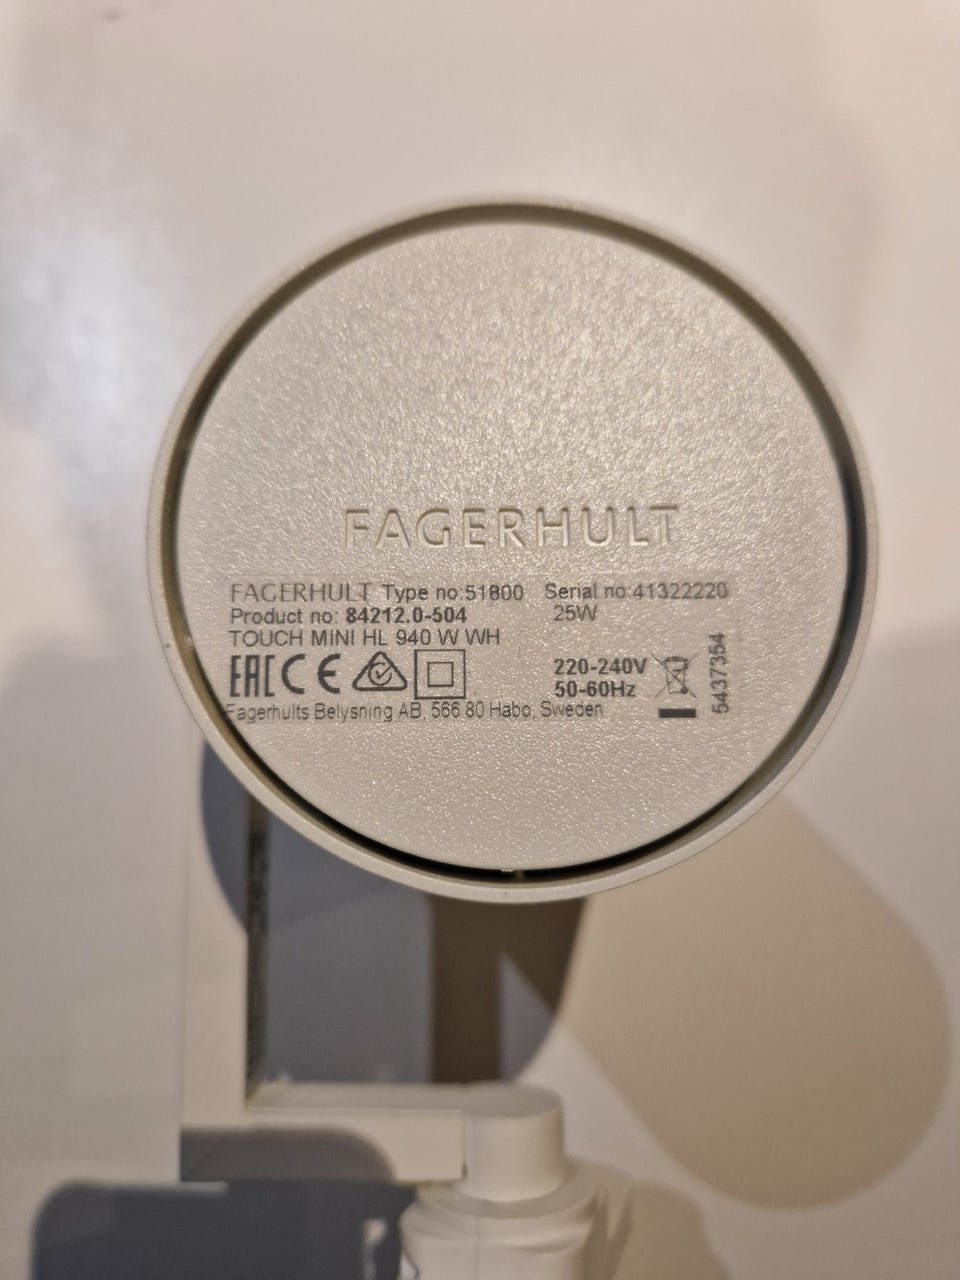 FAGERHULT
FAGERHULT Type no:51800 Serial no:41322220
Product no: 84212.0-504 25W
TOUCH MINI HL 940 W WH
EAC CE
220-240V
50-60Hz
5437354
Fagerhults Belysning AB, 566 80 Habo, Sweden